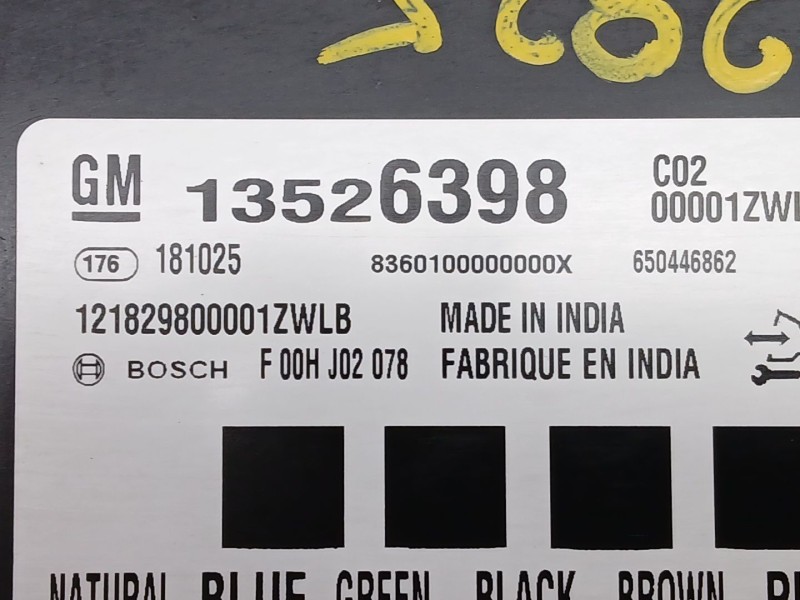 GM 13526398 C02
00001ZWL
176 181025 8360100000000X 650446862
121829800001ZWLB MADE IN INDIA
BOSCH F 00H J02 078 FABRIQUE EN INDIA
NATURAL BLUE GREEN BLACK BROWN